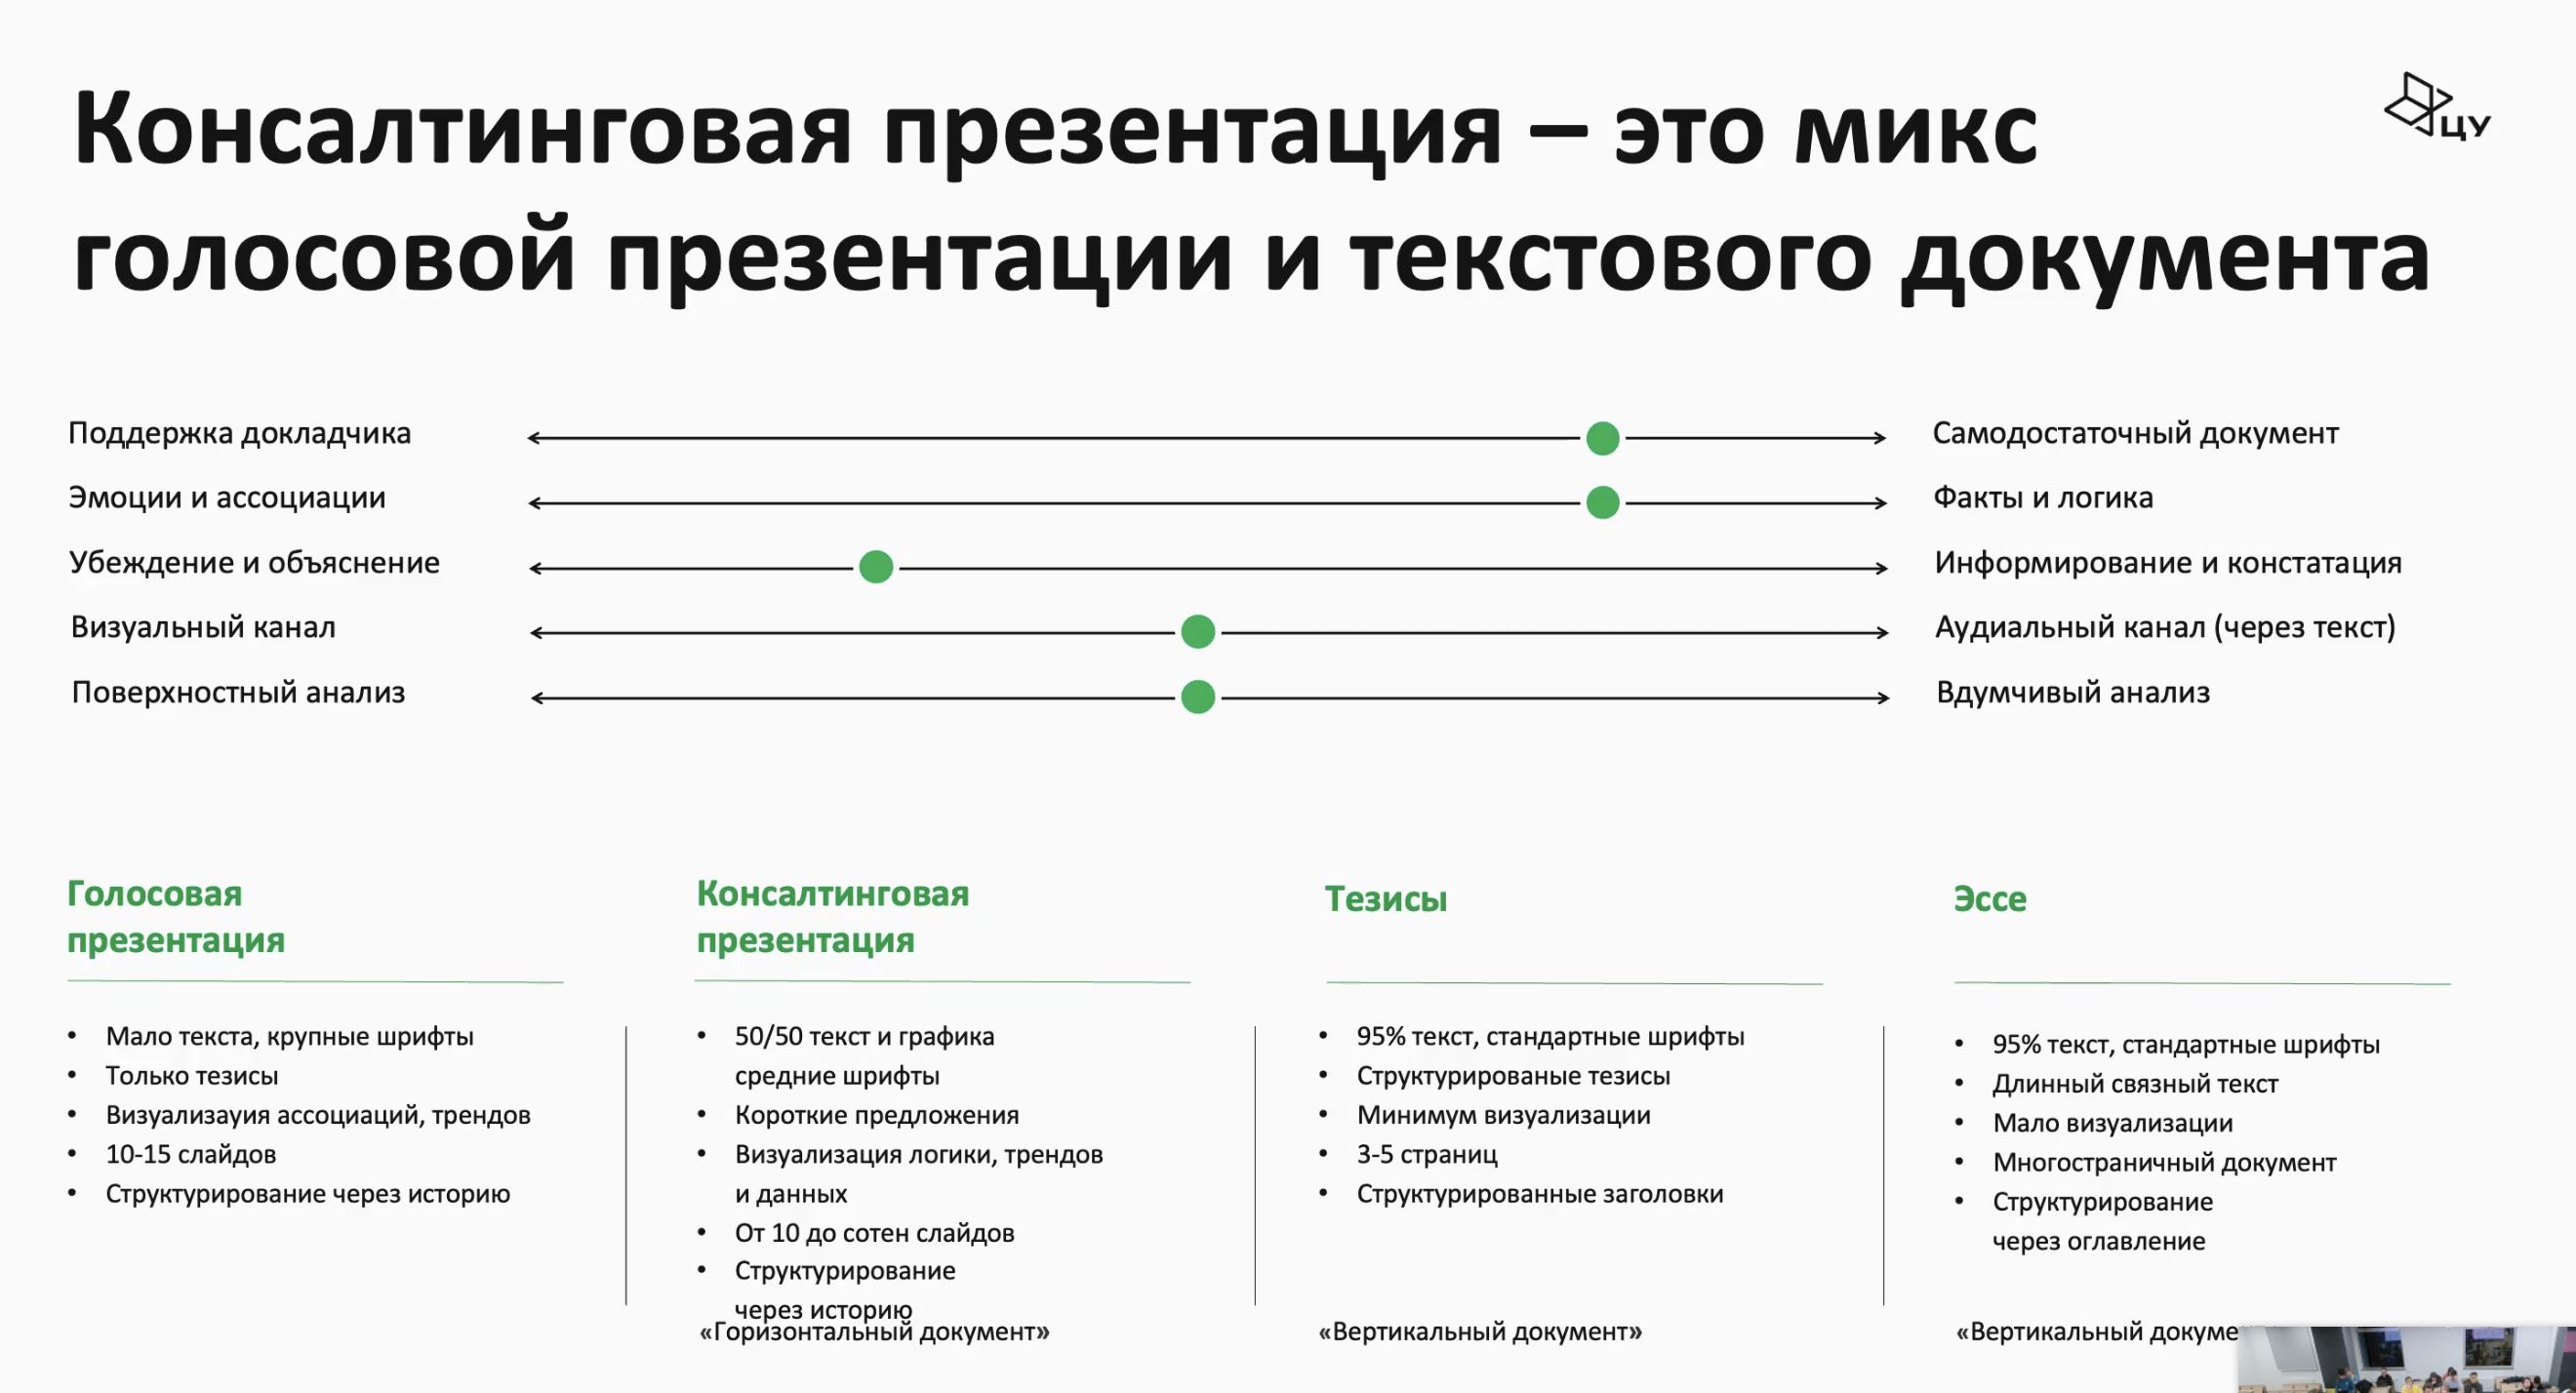 Консалтинговая презентация – это микс
голосовой презентации и текстового документа
ЦУ
Поддержка докладчика
Самодостаточный документ
Эмоции и ассоциации
Факты и логика
Убеждение и объяснение
Информирование и констатация
Визуальный канал
Аудиальный канал (через текст)
Поверхностный анализ
Вдумчивый анализ
Голосовая
презентация
• Мало текста, крупные шрифты
• Только тезисы
• Визуализауия ассоциаций, трендов
• 10-15 слайдов
• Структурирование через историю
Консалтинговая
презентация
• 50/50 текст и графика
средние шрифты
• Короткие предложения
• Визуализация логики, трендов
и данных
• От 10 до сотен слайдов
• Структурирование
через историю
«Горизонтальный документ»
Тезисы
• 95% текст, стандартные шрифты
• Структурированые тезисы
• Минимум визуализации
• 3-5 страниц
• Структурированные заголовки
«Вертикальный документ»
Эссе
• 95% текст, стандартные шрифты
• Длинный связный текст
• Мало визуализации
• Многостраничный документ
• Структурирование
через оглавление
«Вертикальный